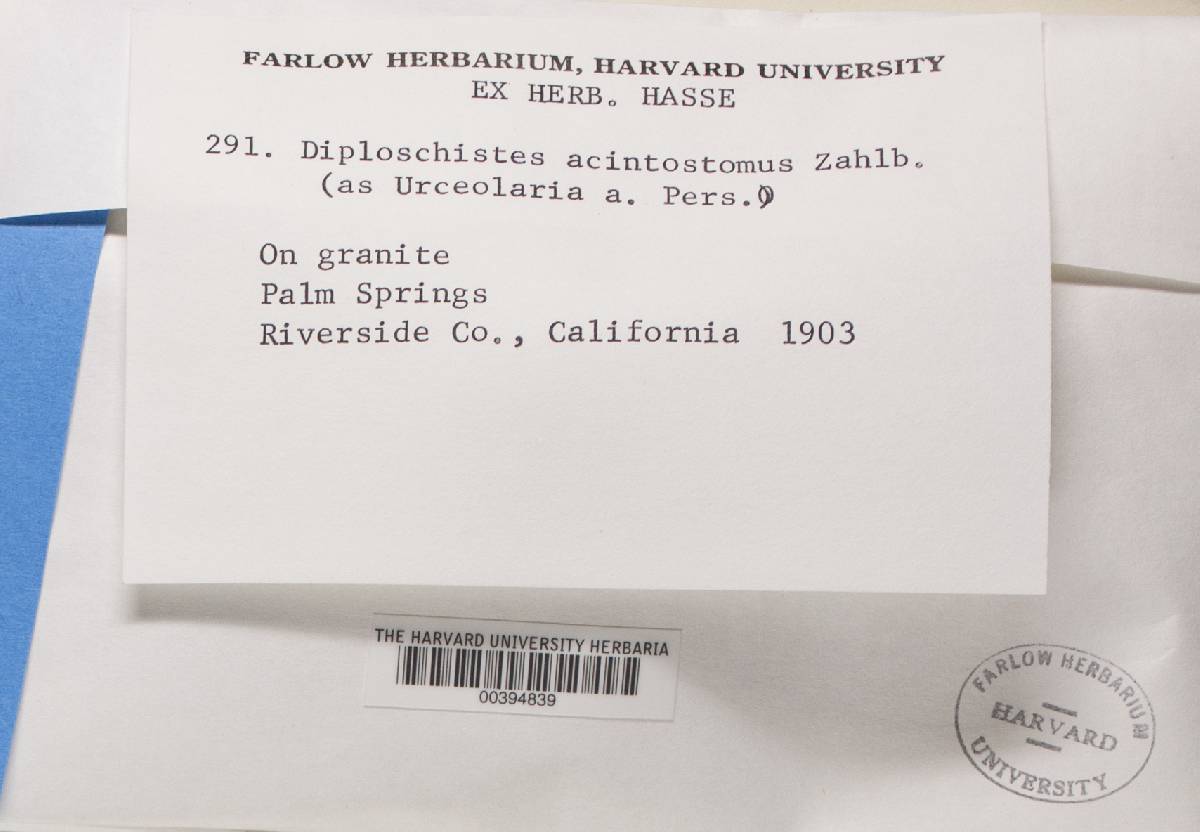 FARLOW HERBARIUM, HARVARD UNIVERSITY
EX HERB. HASSE
291. Diploschistes acintostomus Zahlb.
(as Urceolaria a. Pers.)
On granite
Palm Springs
Riverside Co., California 1903
THE HARVARD UNIVERSITY HERBARIA
00394839
FARLOW HERBARIUM
HARVARD
UNIVERSITY